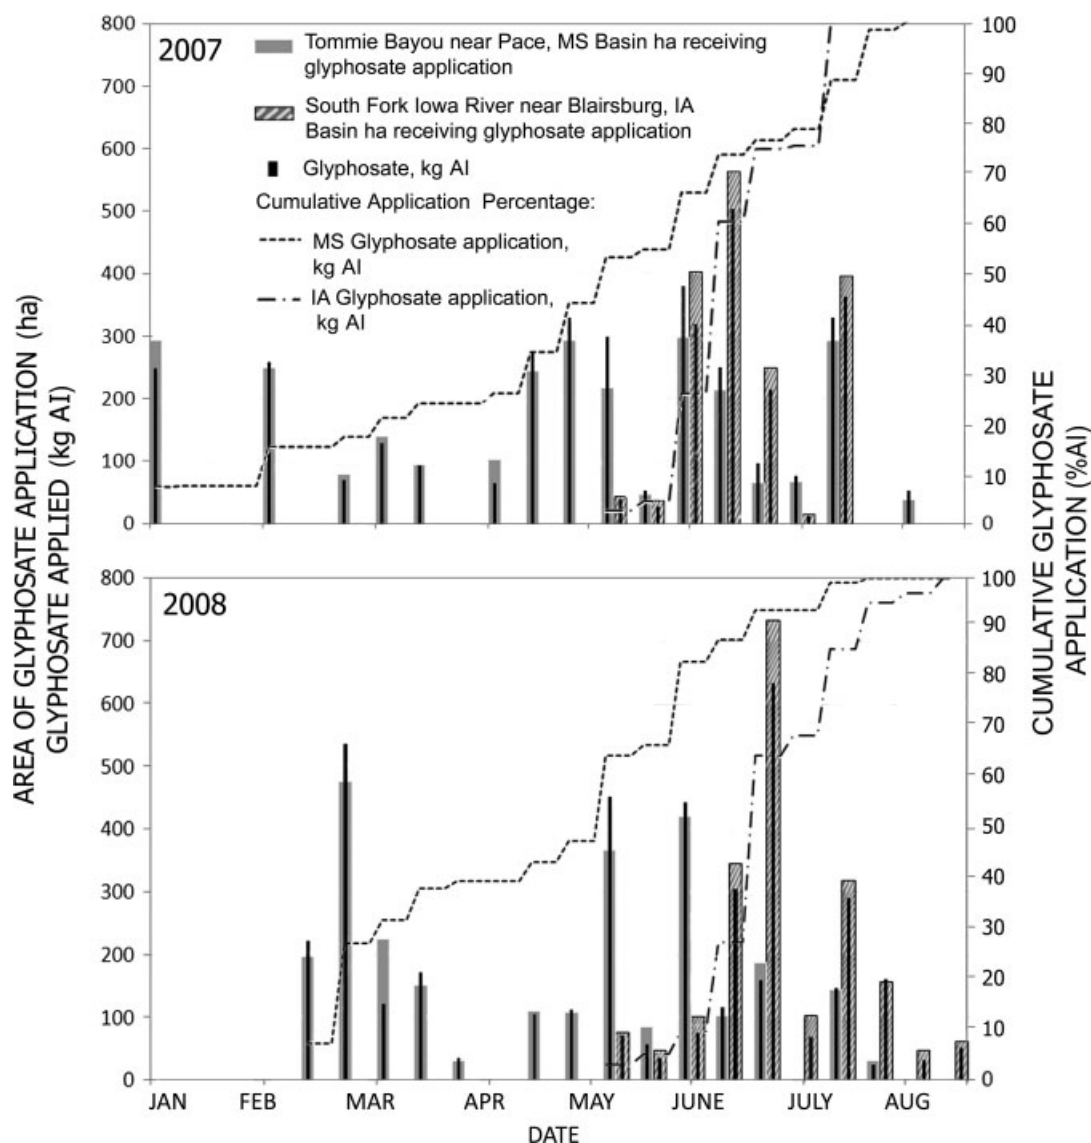 800
700
600
500
400
300
200
100
0
2007
Tommie Bayou near Pace, MS Basin ha receiving
glyphosate application
South Fork Iowa River near Blairsburg, IA
Basin ha receiving glyphosate application
Glyphosate, kg AI
Cumulative Application Percentage:
MS Glyphosate application,
kg AI
IA Glyphosate application,
kg AI
100
90
80
70
60
50
40
30
20
10
0
AREA OF GLYPHOSATE APPLICATION (ha)
GLYPHOSATE APPLIED (kg AI)
CUMULATIVE GLYPHOSATE
APPLICATION (%AI)
800
700
600
500
400
300
200
100
0
2008
100
90
80
70
60
50
40
30
20
10
0
JAN FEB MAR APR MAY JUNE JULY AUG
DATE